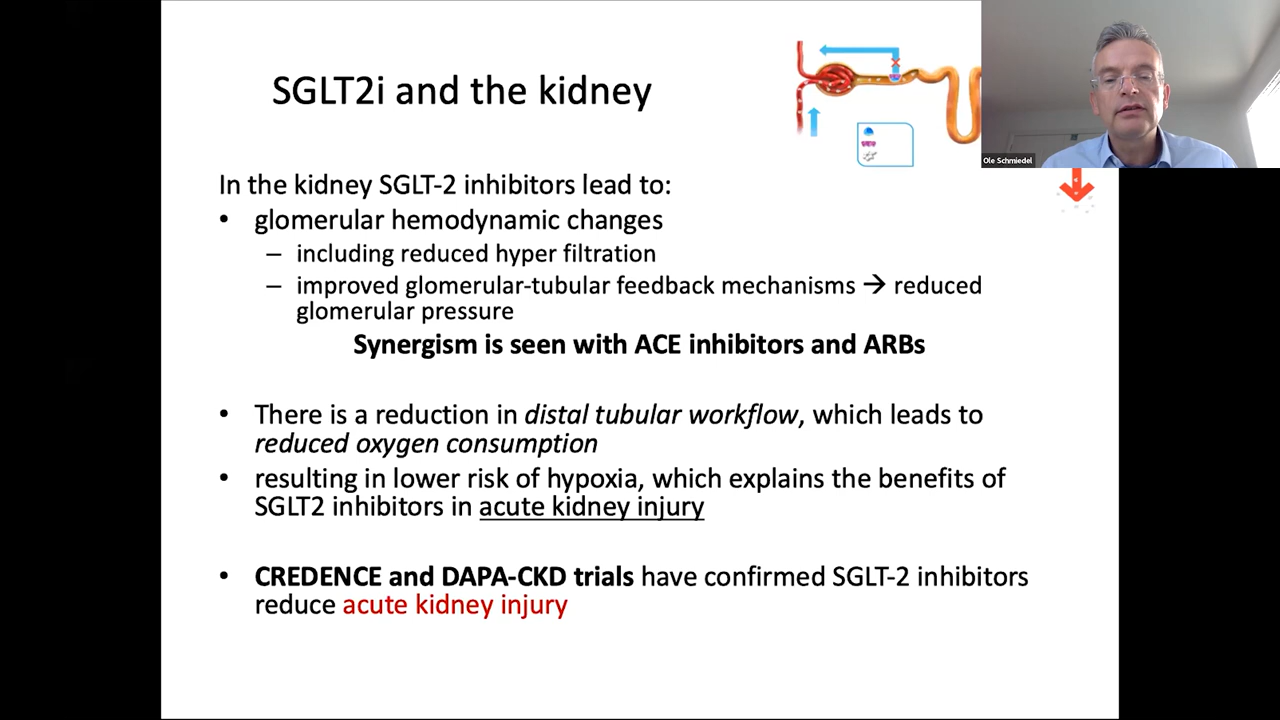 SGLT2i and the kidney
Ole Schmiedel
In the kidney SGLT-2 inhibitors lead to:
• glomerular hemodynamic changes
– including reduced hyper filtration
– improved glomerular-tubular feedback mechanisms → reduced
glomerular pressure
Synergism is seen with ACE inhibitors and ARBs
• There is a reduction in distal tubular workflow, which leads to
reduced oxygen consumption
• resulting in lower risk of hypoxia, which explains the benefits of
SGLT2 inhibitors in acute kidney injury
• CREDENCE and DAPA-CKD trials have confirmed SGLT-2 inhibitors
reduce acute kidney injury